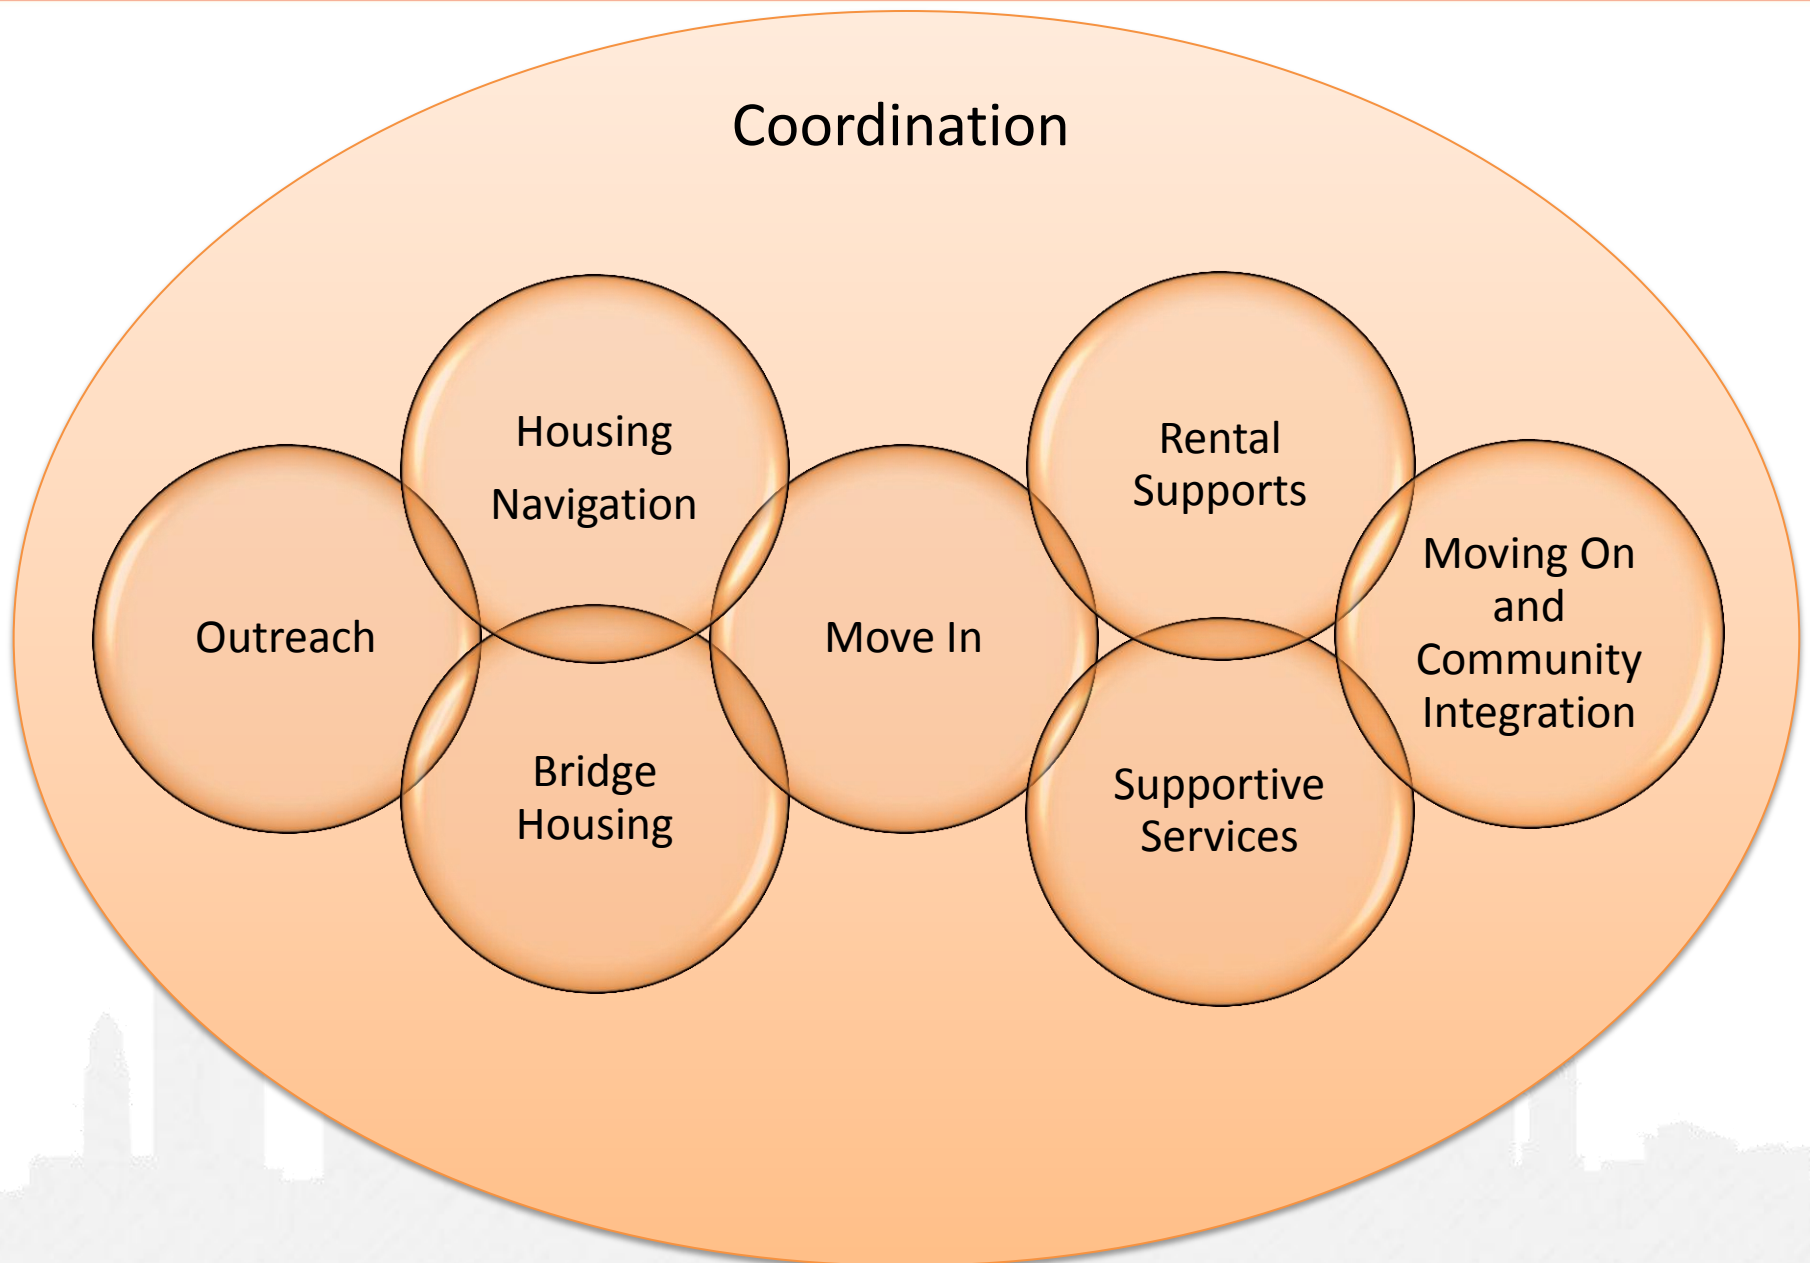 Coordination
Housing
Navigation
Rental
Supports
Outreach
Move In
Moving On
and
Community
Integration
Bridge
Housing
Supportive
Services